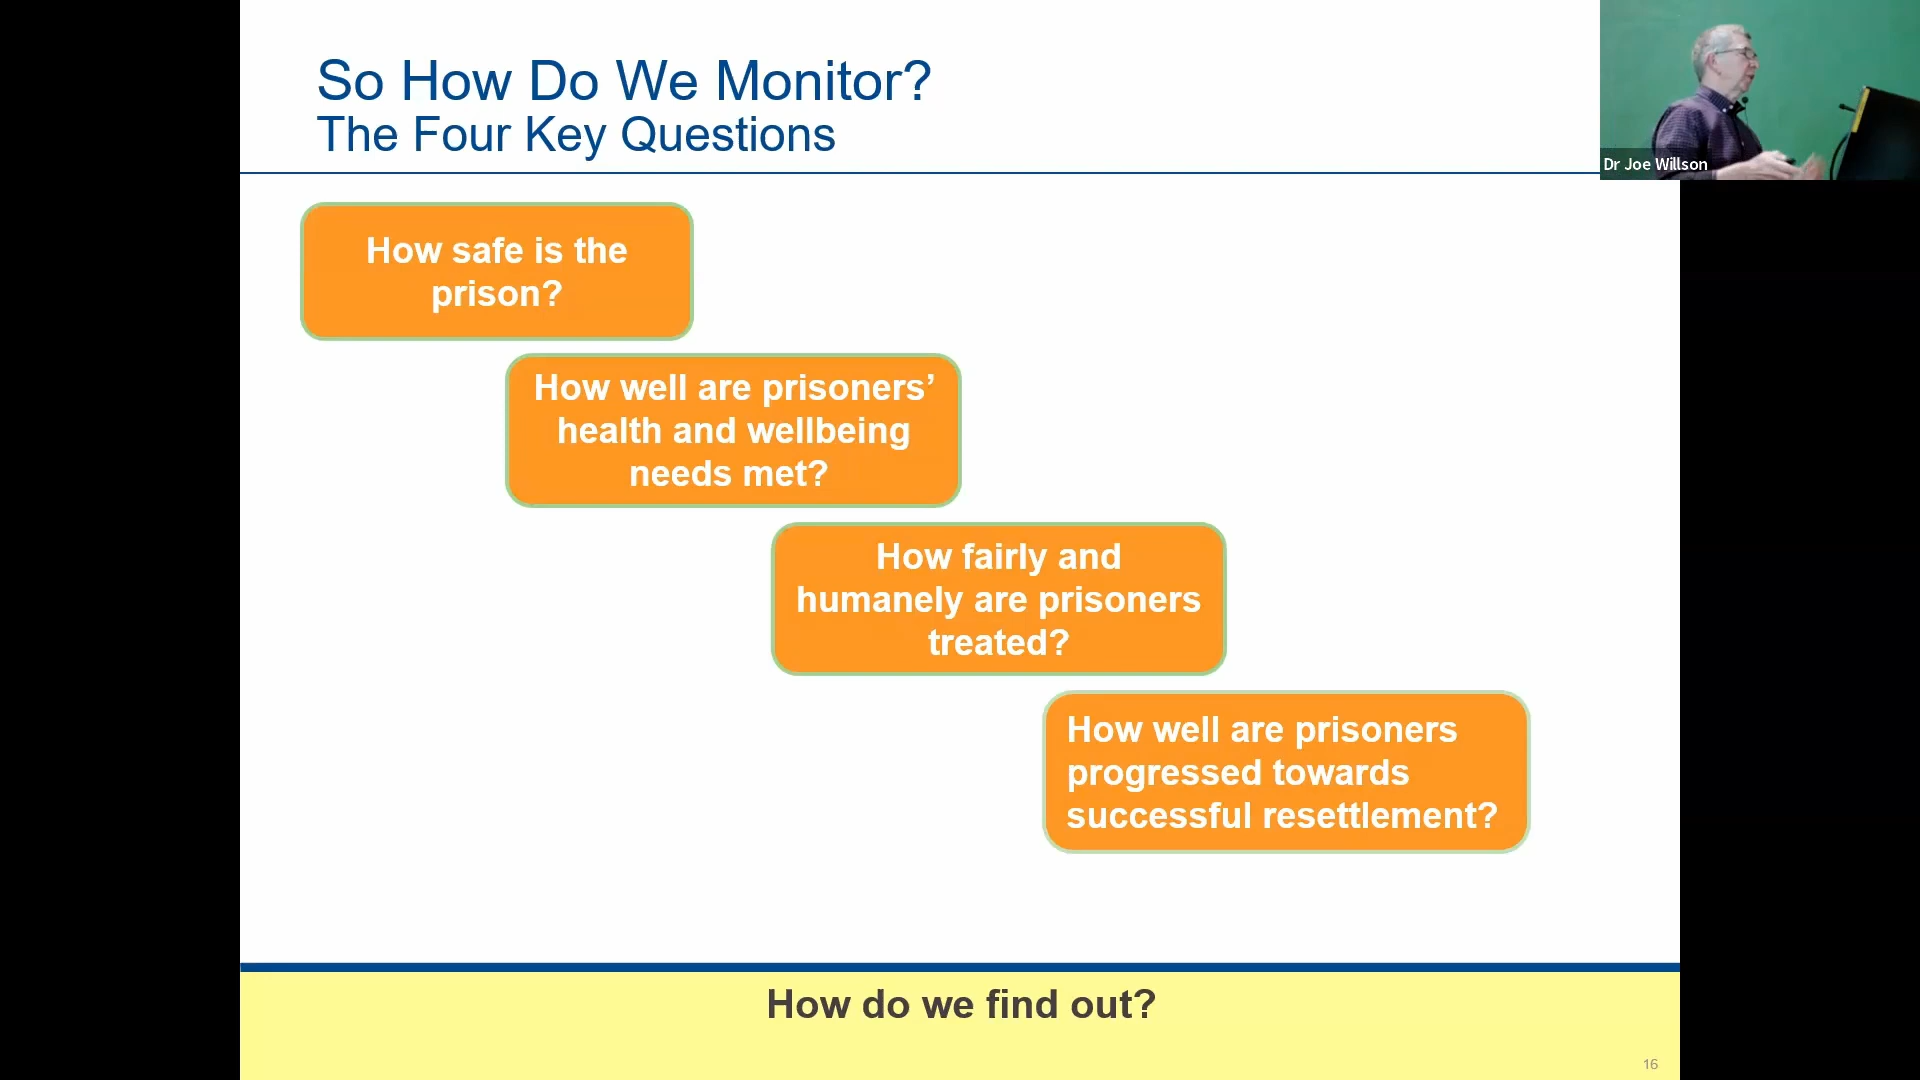 So How Do We Monitor?
The Four Key Questions
Dr Joe Willson
How safe is the
prison?
How well are prisoners’
health and wellbeing
needs met?
How fairly and
humanely are prisoners
treated?
How well are prisoners
progressed towards
successful resettlement?
How do we find out?
16